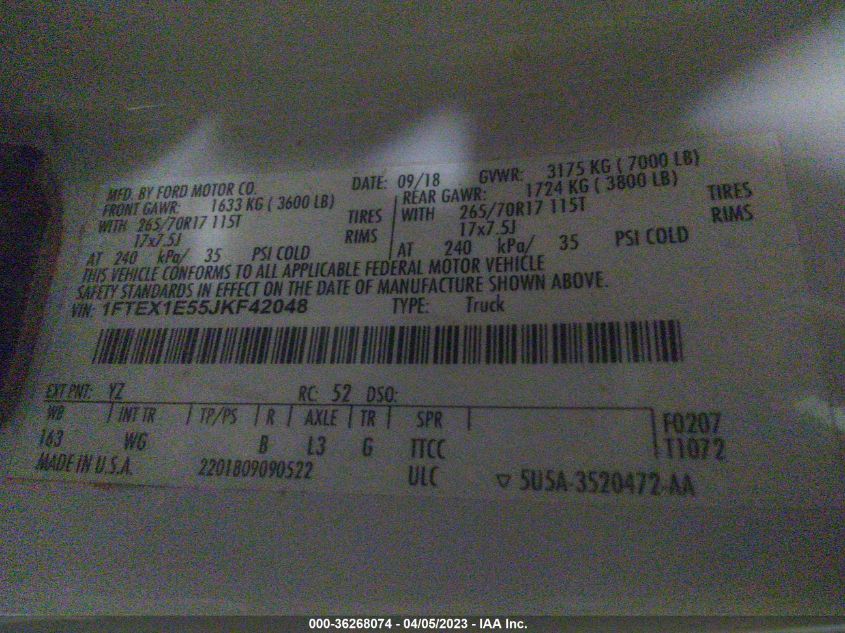 MFD. BY FORD MOTOR CO. DATE: 09/18 GVWR: 3175 KG ( 7000 LB)
FRONT GAWR: 1633 KG ( 3600 LB) REAR GAWR: 1724 KG ( 3800 LB)
WITH 265/70R17 115T TIRES WITH 265/70R17 115T TIRES
17x7.5J RIMS 17x7.5J RIMS
AT 240 kPa/ 35 PSI COLD AT 240 kPa/ 35 PSI COLD
THIS VEHICLE CONFORMS TO ALL APPLICABLE FEDERAL MOTOR VEHICLE
SAFETY STANDARDS IN EFFECT ON THE DATE OF MANUFACTURE SHOWN ABOVE.
VIN: 1FTEX1E55JKF42048 TYPE: Truck
EXT PNT: YZ RC: 52 DSO:
WB INT TR TP/PS R AXLE TR SPR F0207
163 WG B L3 G TTCC T1072
MADE IN U.S.A. 2201809090522 ULC ▽ 5U5A-3520472-AA
000-36268074 - 04/05/2023 - IAA Inc.